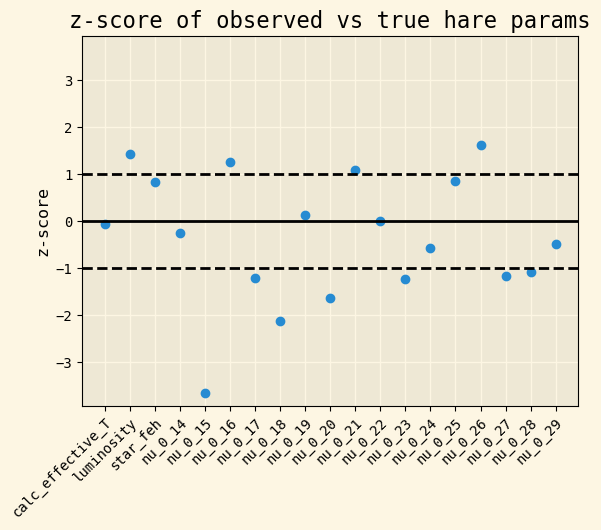 z-score of observed vs true hare params
z-score
3
2
1
0
−1
−2
−3
calc_effective_T
luminosity
star_feh
nu_0_14
nu_0_15
nu_0_16
nu_0_17
nu_0_18
nu_0_19
nu_0_20
nu_0_21
nu_0_22
nu_0_23
nu_0_24
nu_0_25
nu_0_26
nu_0_27
nu_0_28
nu_0_29